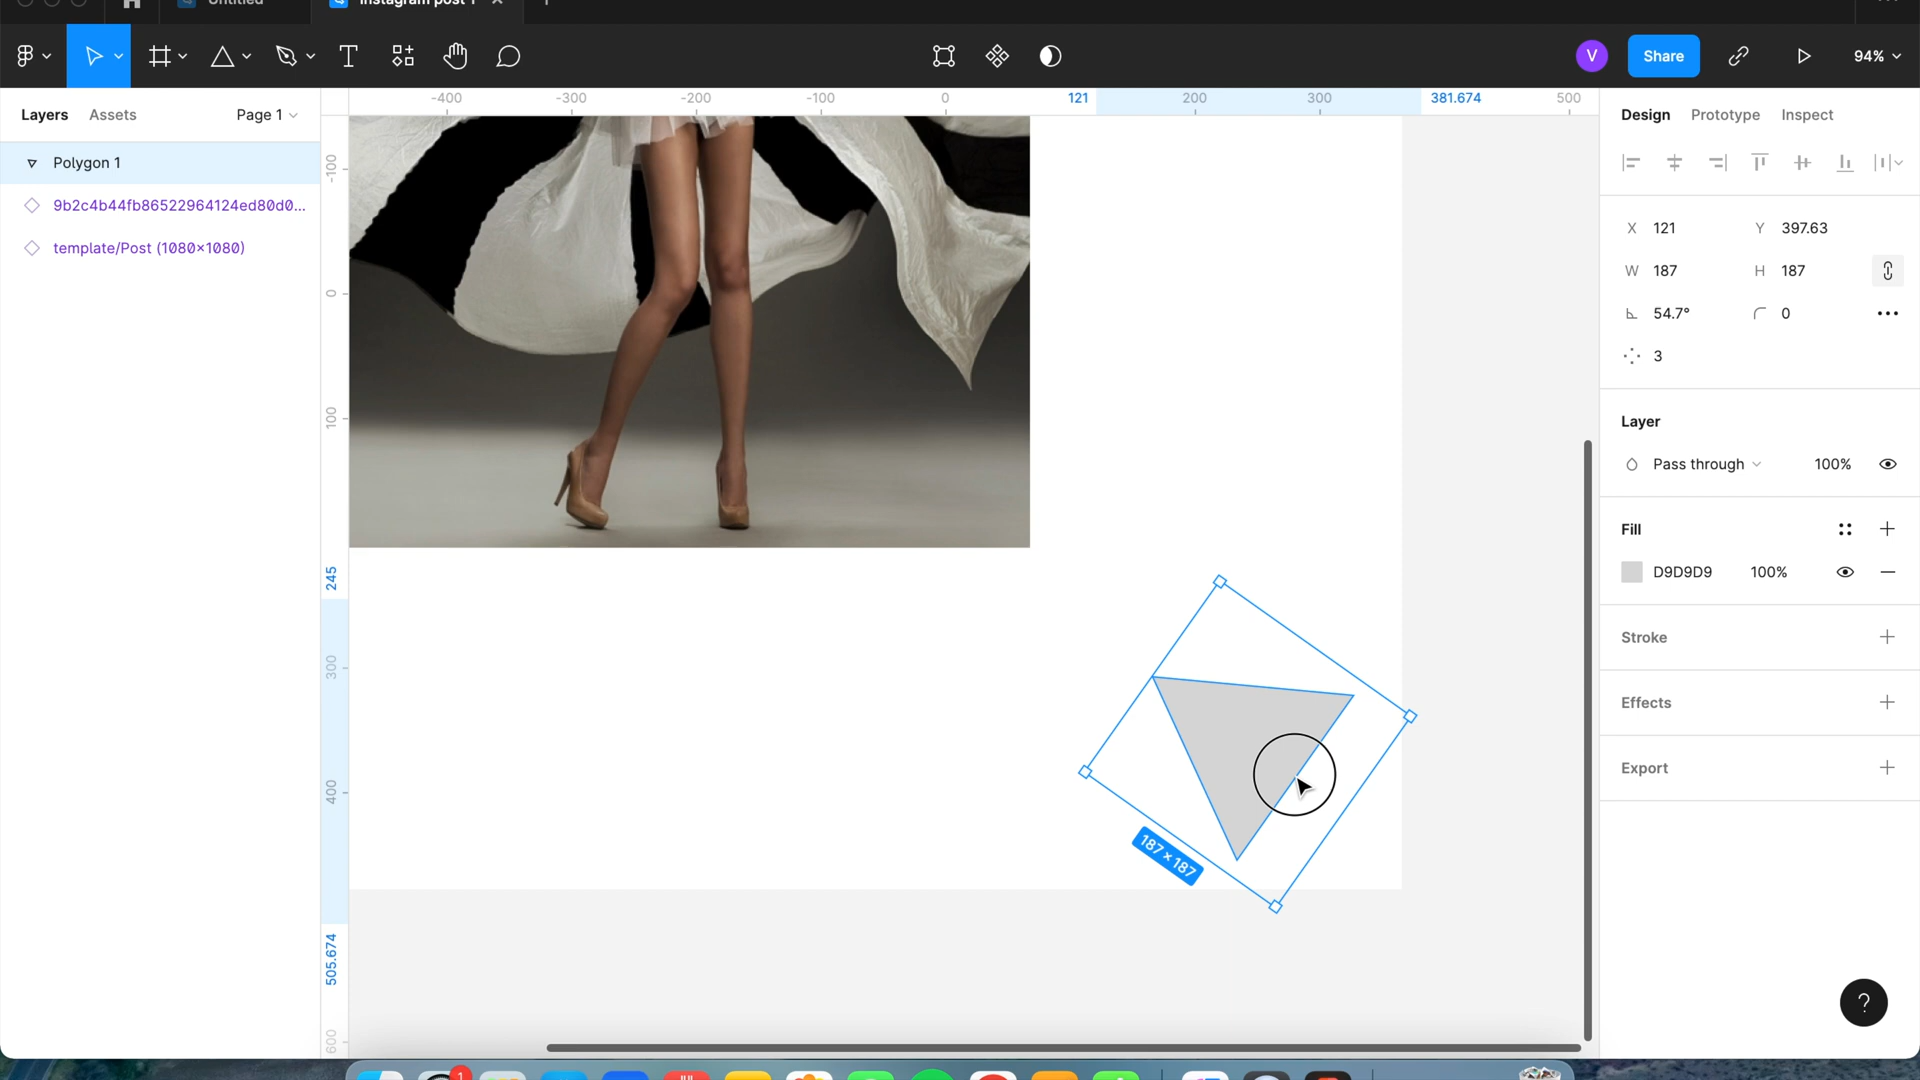 Untitled
Instagram post 1
Share
V
94%
Layers
Assets
Page 1
Polygon 1
9b2c4b44fb86522964124ed80d0...
template/Post (1080×1080)
-400
-300
-200
-100
0
121
200
300
381.674
500
-100
0
100
245
300
400
505.674
600
187 × 187
Design
Prototype
Inspect
X 121
Y 397.63
W 187
H 187
54.7°
0
3
Layer
Pass through
100%
Fill
D9D9D9
100%
Stroke
Effects
Export
?
1